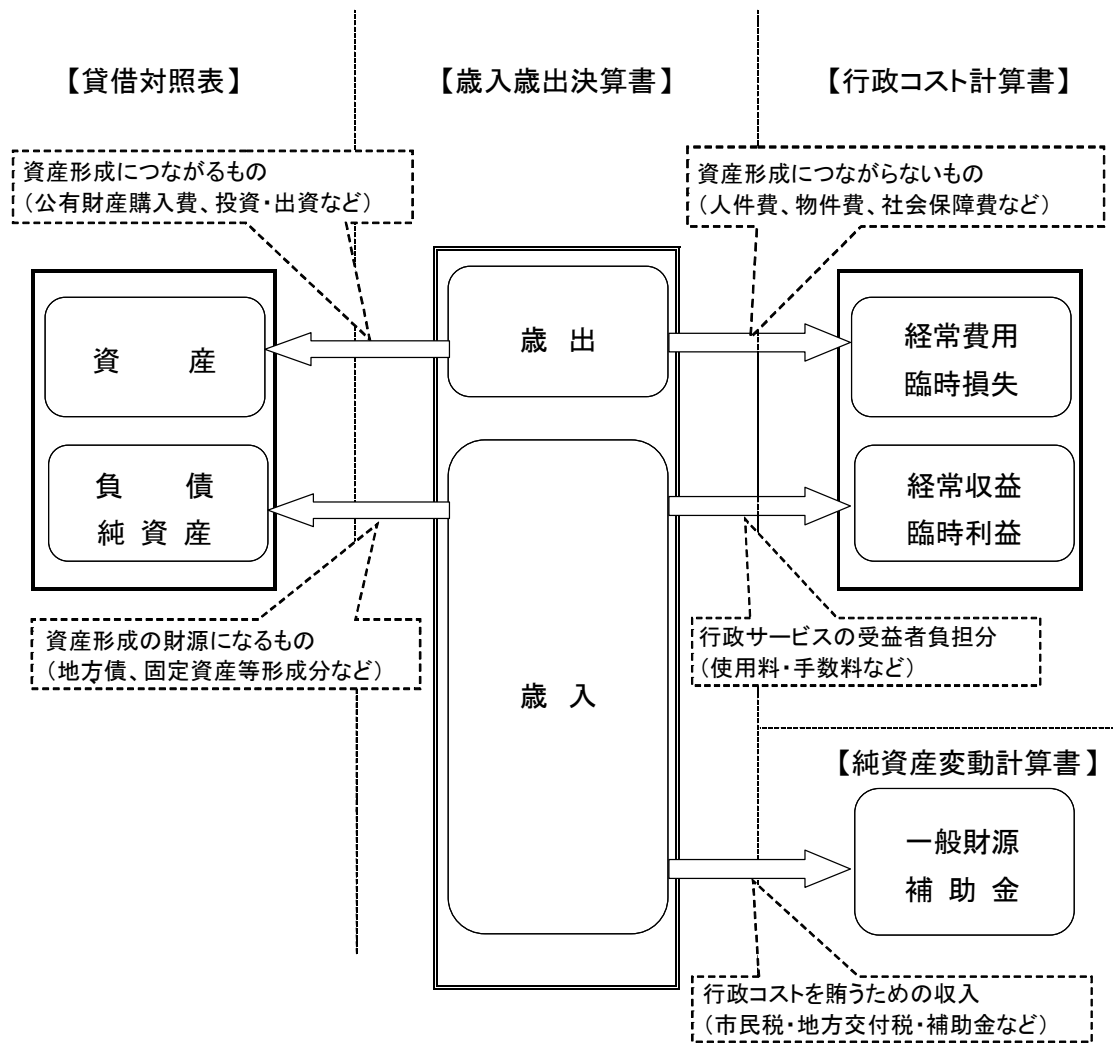 【貸借対照表】
【歳入歳出決算書】
【行政コスト計算書】
資産形成につながるもの
（公有財産購入費、投資・出資など）
資産形成につながらないもの
（人件費、物件費、社会保障費など）
資　　産
歳 出
経常費用
臨時損失
負　　債
純 資 産
経常収益
臨時利益
資産形成の財源になるもの
（地方債、固定資産等形成分など）
行政サービスの受益者負担分
（使用料・手数料など）
歳 入
【純資産変動計算書】
一般財源
補 助 金
行政コストを賄うための収入
（市民税・地方交付税・補助金など）